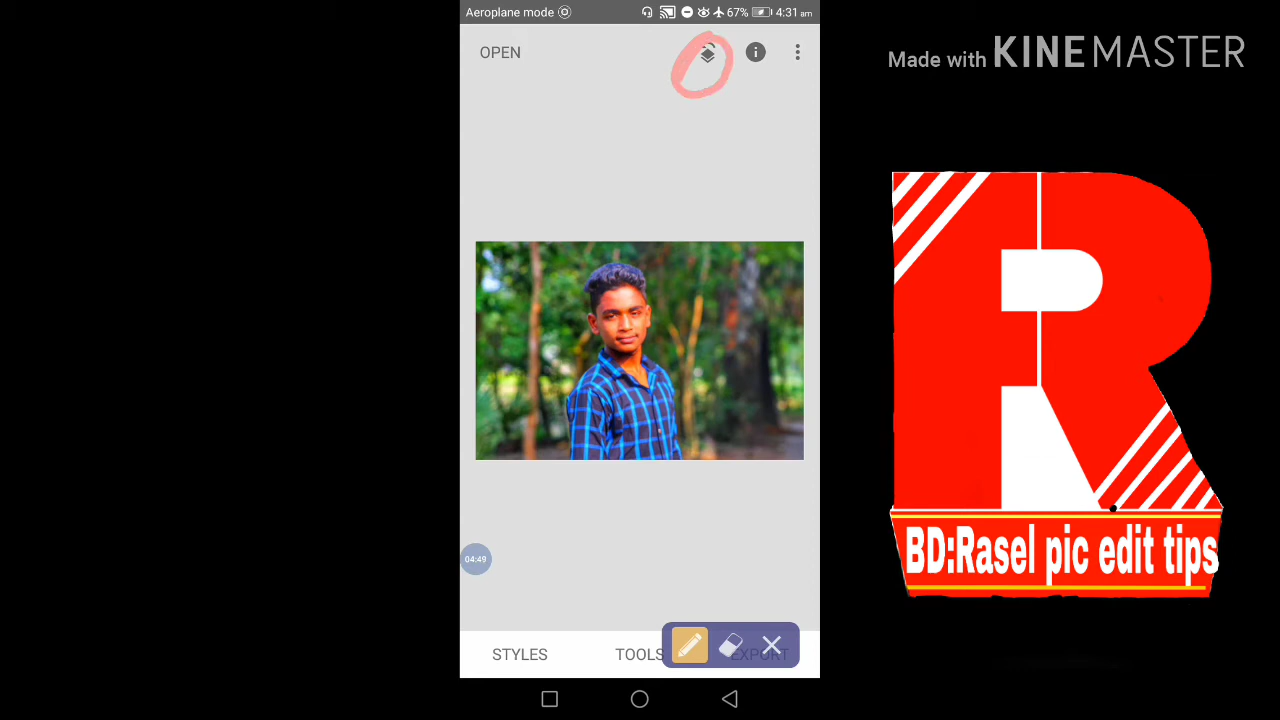 Aeroplane mode 67% 4:31 am
OPEN
Made with KINEMASTER
04:49
STYLES TOOLS EXPORT
R
BD:Rasel pic edit tips